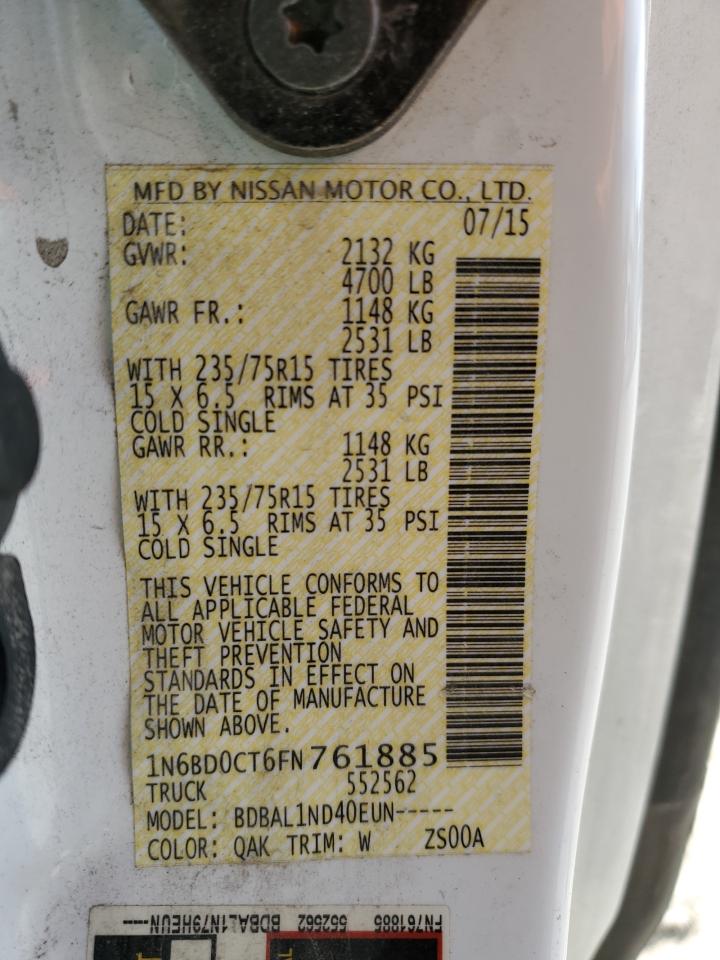 MFD BY NISSAN MOTOR CO., LTD.
DATE: 07/15
GVWR: 2132 KG
4700 LB
GAWR FR.: 1148 KG
2531 LB
WITH 235/75R15 TIRES
15 X 6.5 RIMS AT 35 PSI
COLD SINGLE
GAWR RR.: 1148 KG
2531 LB
WITH 235/75R15 TIRES
15 X 6.5 RIMS AT 35 PSI
COLD SINGLE
THIS VEHICLE CONFORMS TO
ALL APPLICABLE FEDERAL
MOTOR VEHICLE SAFETY AND
THEFT PREVENTION
STANDARDS IN EFFECT ON
THE DATE OF MANUFACTURE
SHOWN ABOVE.
1N6BD0CT6FN761885
TRUCK 552562
MODEL: BDBAL1ND40EUN-----
COLOR: QAK TRIM: W ZS00A
FN761885 552562 BDBAL1N79HEUN----